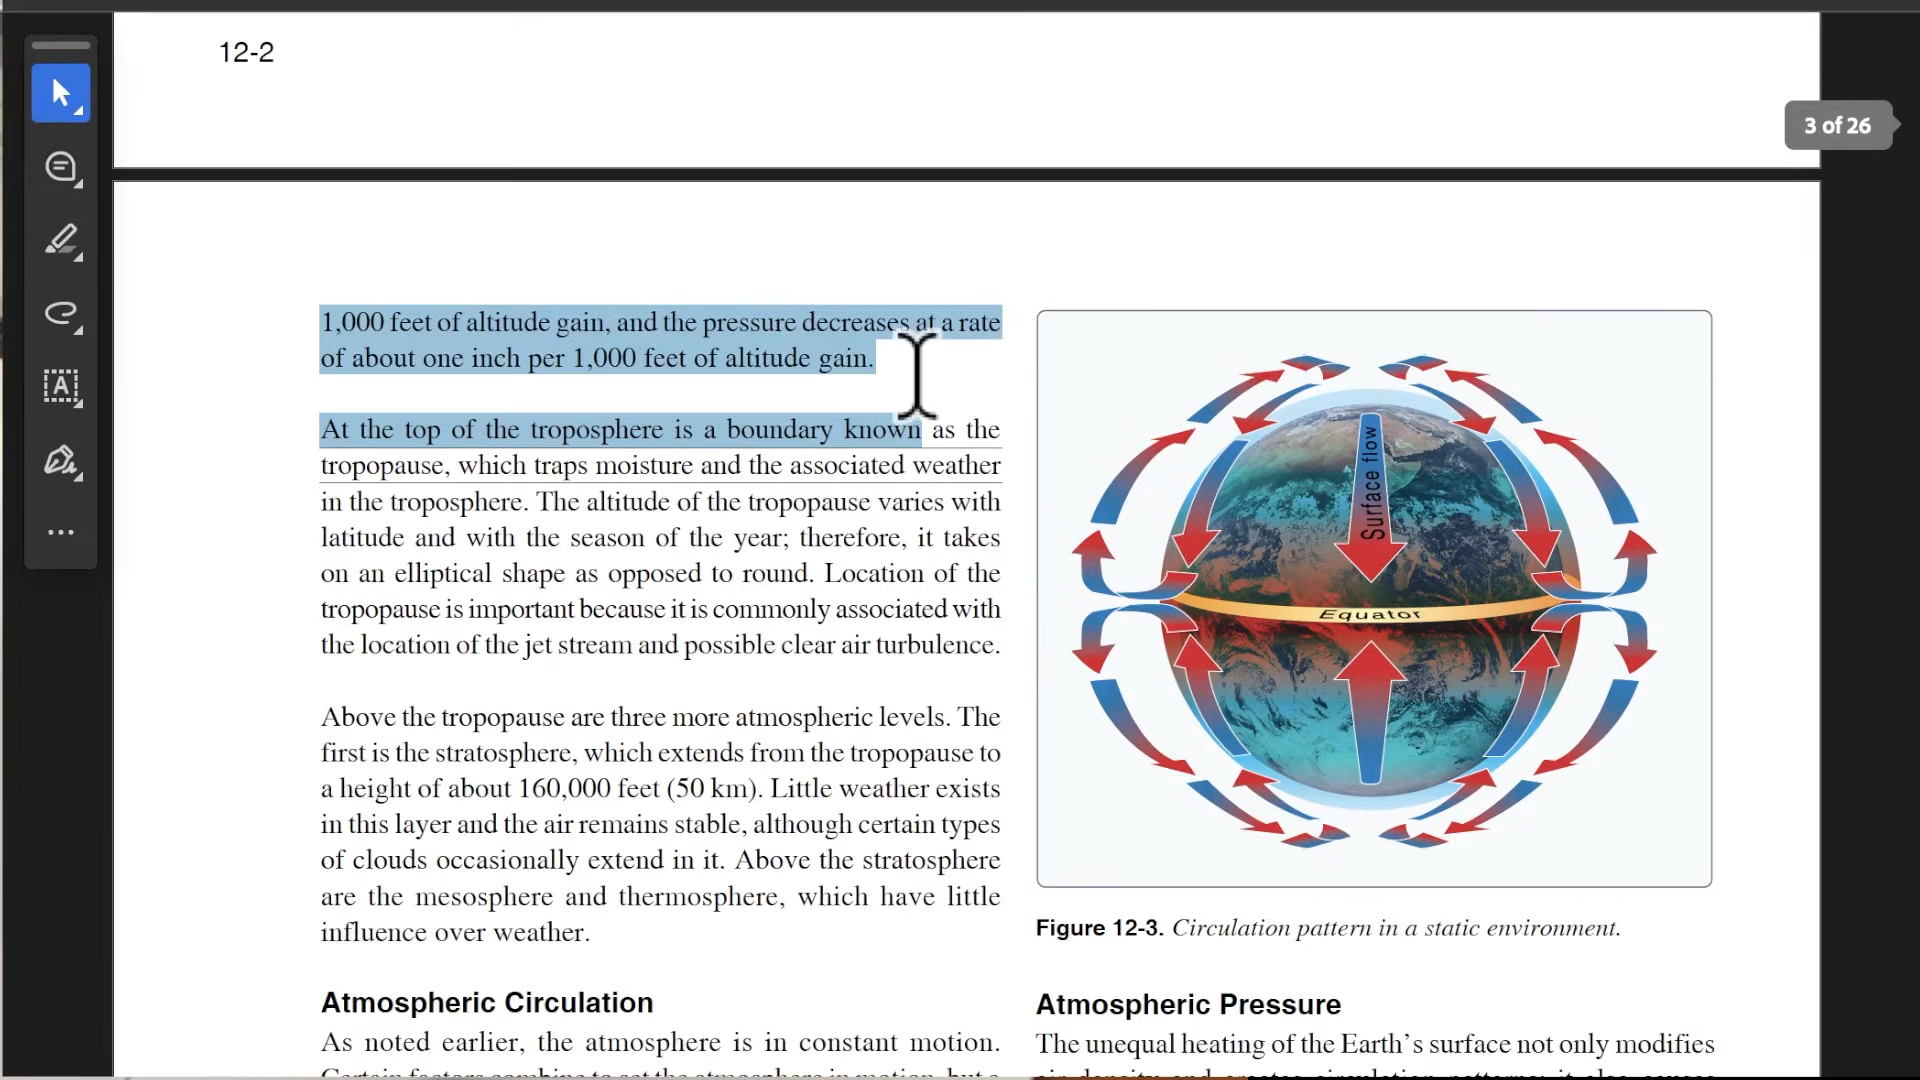 12-2
3 of 26
1,000 feet of altitude gain, and the pressure decreases at a rate
of about one inch per 1,000 feet of altitude gain.
At the top of the troposphere is a boundary known as the
tropopause, which traps moisture and the associated weather
in the troposphere. The altitude of the tropopause varies with
latitude and with the season of the year; therefore, it takes
on an elliptical shape as opposed to round. Location of the
tropopause is important because it is commonly associated with
the location of the jet stream and possible clear air turbulence.
Above the tropopause are three more atmospheric levels. The
first is the stratosphere, which extends from the tropopause to
a height of about 160,000 feet (50 km). Little weather exists
in this layer and the air remains stable, although certain types
of clouds occasionally extend in it. Above the stratosphere
are the mesosphere and thermosphere, which have little
influence over weather.
Atmospheric Circulation
As noted earlier, the atmosphere is in constant motion.
Surface flow
Equator
Figure 12-3. Circulation pattern in a static environment.
Atmospheric Pressure
The unequal heating of the Earth's surface not only modifies